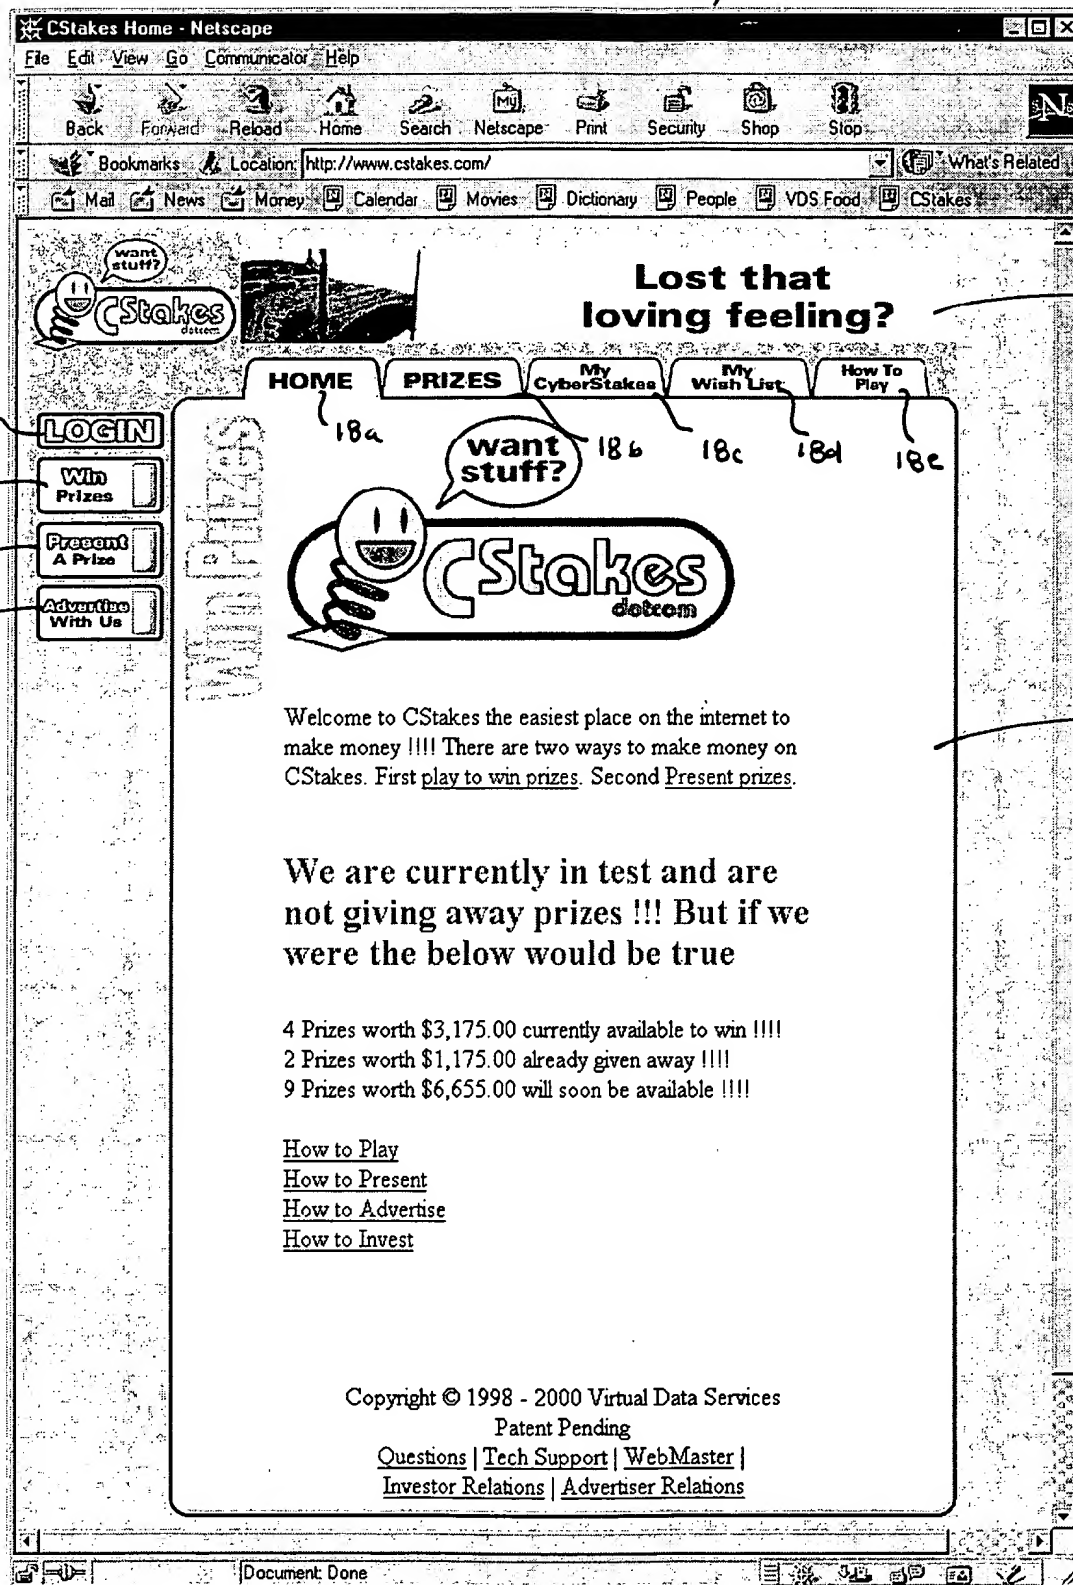 CStakes Home - Netscape
File Edit View Go Communicator Help
Back Forward Reload Home Search Netscape Print Security Shop Stop
My
N
Bookmarks Location: http://www.cstakes.com/ What's Related
Mail News Money Calendar Movies Dictionary People VDS Food CStakes
want
stuff?
CStakes
dotcom
Lost that
loving feeling?
HOME PRIZES My CyberStakes My Wish List How To Play
18a 18b 18c 18d 18e
LOGIN
Win
Prizes
Present
A Prize
Advertise
With Us
Win Prizes
want
stuff?
CStakes
dotcom
Welcome to CStakes the easiest place on the internet to
make money !!!! There are two ways to make money on
CStakes. First play to win prizes. Second Present prizes.
We are currently in test and are
not giving away prizes !!! But if we
were the below would be true
4 Prizes worth $3,175.00 currently available to win !!!!
2 Prizes worth $1,175.00 already given away !!!!
9 Prizes worth $6,655.00 will soon be available !!!!
How to Play
How to Present
How to Advertise
How to Invest
Copyright © 1998 - 2000 Virtual Data Services
Patent Pending
Questions | Tech Support | WebMaster |
Investor Relations | Advertiser Relations
Document: Done